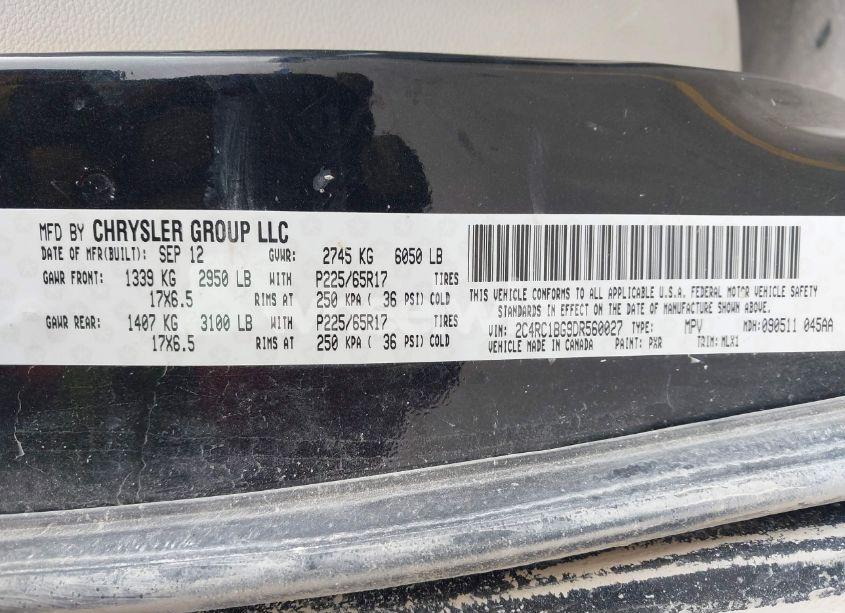 MFD BY CHRYSLER GROUP LLC
DATE OF MFR(BUILT): SEP 12 GVWR: 2745 KG 6050 LB
GAWR FRONT: 1339 KG 2950 LB WITH P225/65R17 TIRES
17X6.5 RIMS AT 250 KPA ( 36 PSI) COLD
GAWR REAR: 1407 KG 3100 LB WITH P225/65R17 TIRES
17X6.5 RIMS AT 250 KPA ( 36 PSI) COLD
THIS VEHICLE CONFORMS TO ALL APPLICABLE U.S.A. FEDERAL MOTOR VEHICLE SAFETY
STANDARDS IN EFFECT ON THE DATE OF MANUFACTURE SHOWN ABOVE.
VIN: 2C4RC1BG9DR560027 TYPE: MPV MDH: 090511 045AA
VEHICLE MADE IN CANADA PAINT: PXR TRIM: MLX1